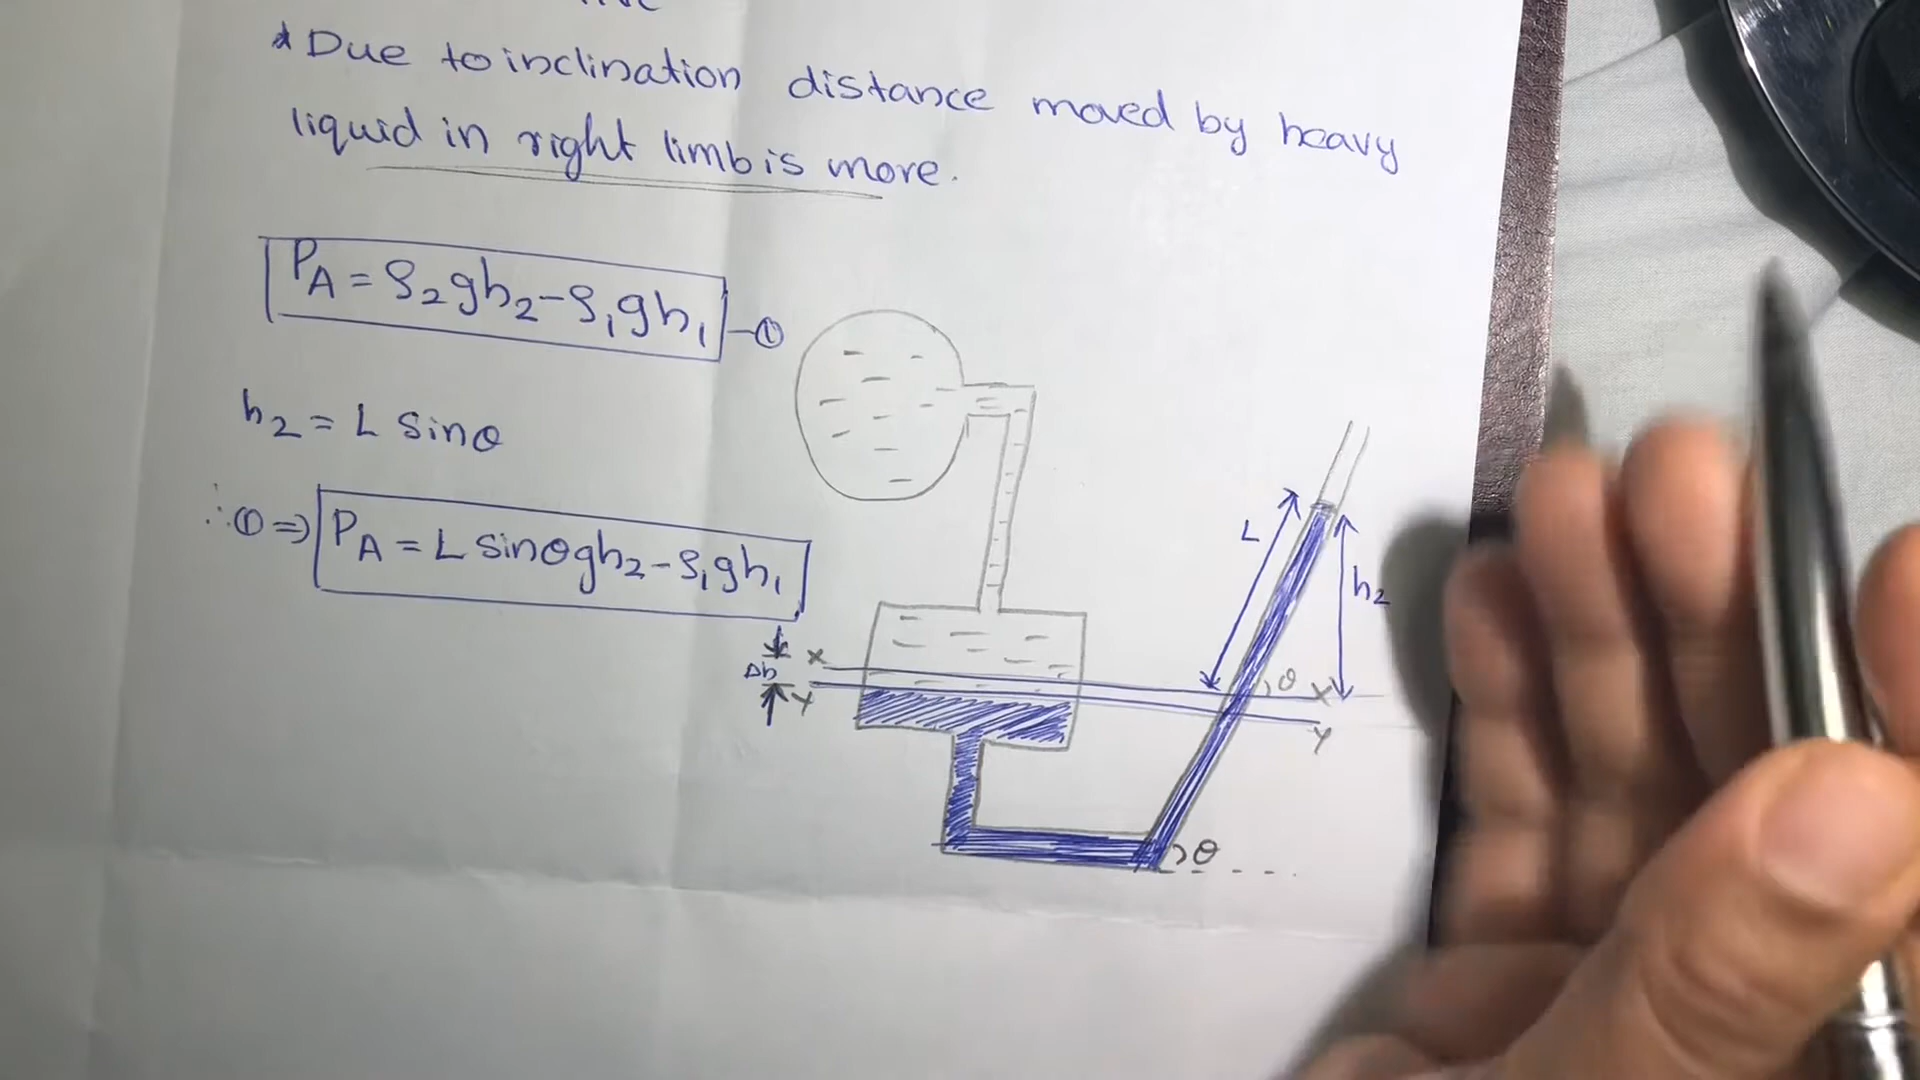 * Due to inclination distance moved by heavy
liquid in right limb is more.
PA = ρ2gh2 - ρ1gh1 - ①
h2 = L sinθ
∴ ① ⇒ PA = L sinθgh2 - ρ1gh1
L
h2
Δh
X
Y
θ
X
Y
θ